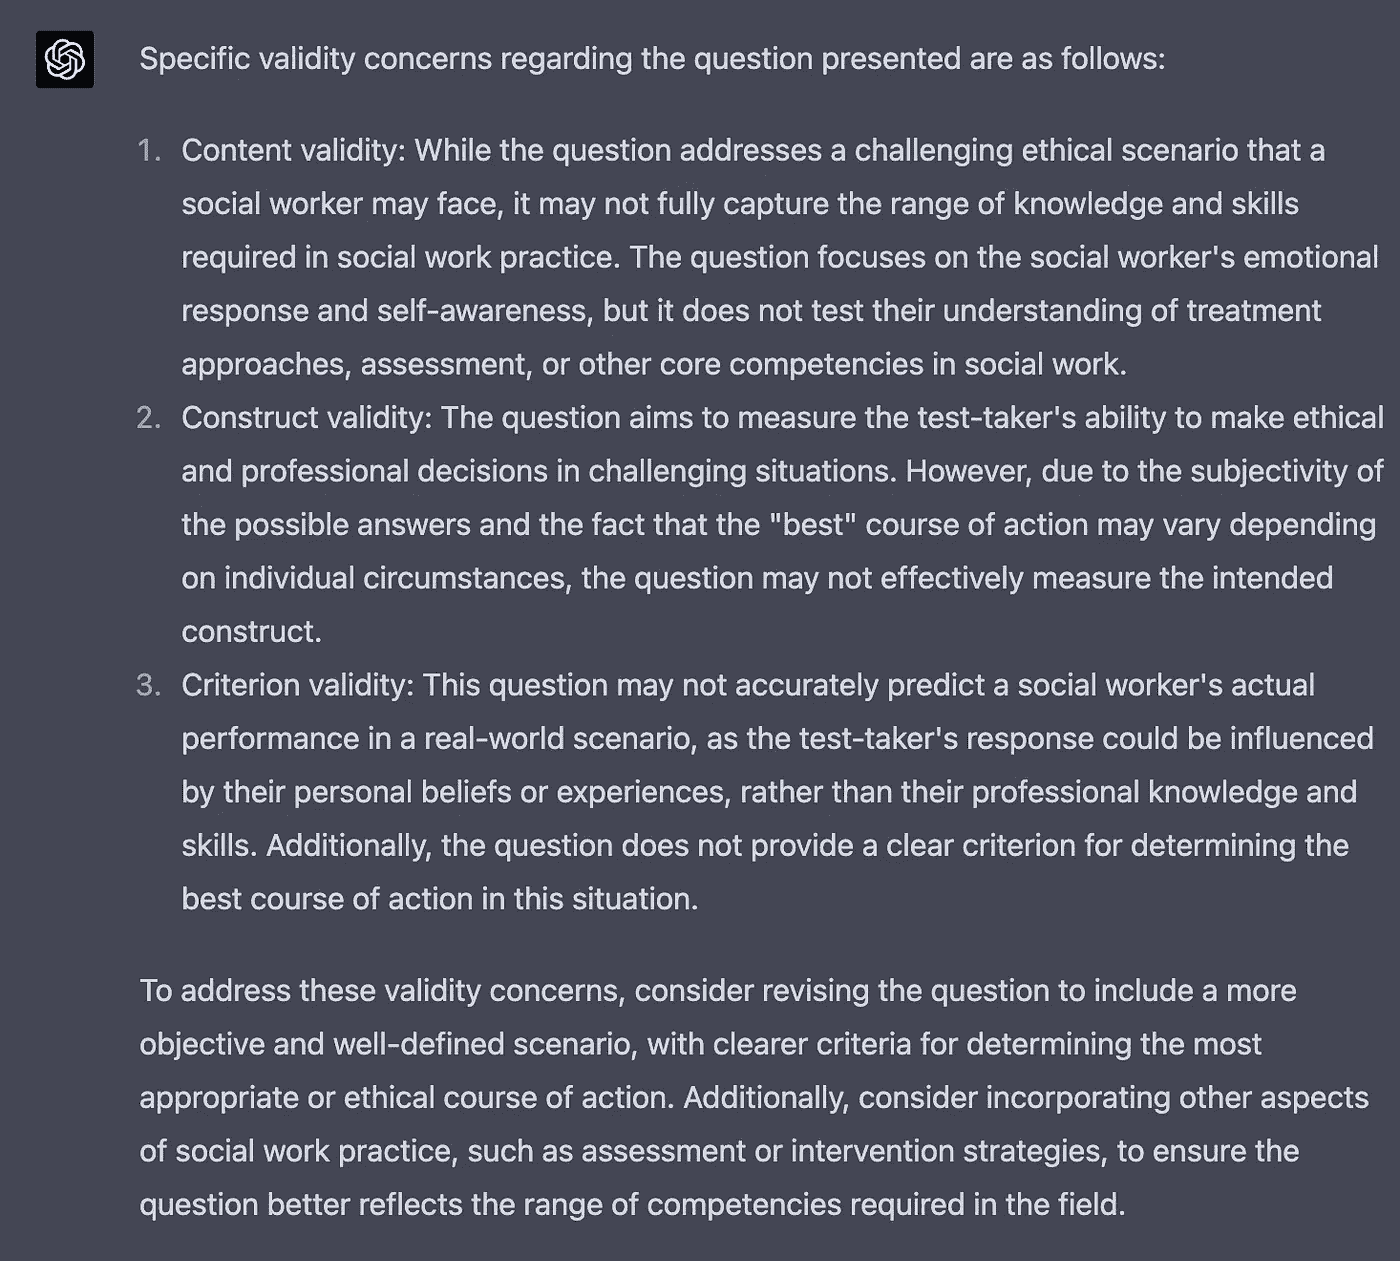 Specific validity concerns regarding the question presented are as follows:
1. Content validity: While the question addresses a challenging ethical scenario that a
social worker may face, it may not fully capture the range of knowledge and skills
required in social work practice. The question focuses on the social worker's emotional
response and self-awareness, but it does not test their understanding of treatment
approaches, assessment, or other core competencies in social work.
2. Construct validity: The question aims to measure the test-taker's ability to make ethical
and professional decisions in challenging situations. However, due to the subjectivity of
the possible answers and the fact that the "best" course of action may vary depending
on individual circumstances, the question may not effectively measure the intended
construct.
3. Criterion validity: This question may not accurately predict a social worker's actual
performance in a real-world scenario, as the test-taker's response could be influenced
by their personal beliefs or experiences, rather than their professional knowledge and
skills. Additionally, the question does not provide a clear criterion for determining the
best course of action in this situation.
To address these validity concerns, consider revising the question to include a more
objective and well-defined scenario, with clearer criteria for determining the most
appropriate or ethical course of action. Additionally, consider incorporating other aspects
of social work practice, such as assessment or intervention strategies, to ensure the
question better reflects the range of competencies required in the field.